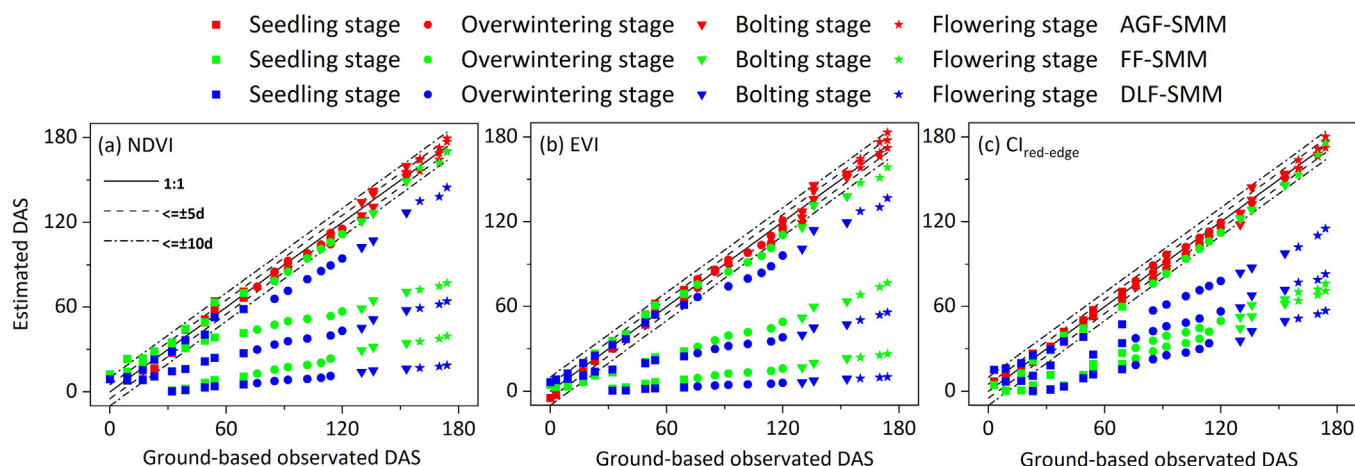 Seedling stage Overwintering stage Bolting stage Flowering stage AGF-SMM
Seedling stage Overwintering stage Bolting stage Flowering stage FF-SMM
Seedling stage Overwintering stage Bolting stage Flowering stage DLF-SMM
(a) NDVI
1:1
<=±5d
<=±10d
(b) EVI
(c) CIred-edge
Estimated DAS
180
120
60
0
0 60 120 180
Ground-based observated DAS
180
120
60
0
0 60 120 180
Ground-based observated DAS
180
120
60
0
0 60 120 180
Ground-based observated DAS